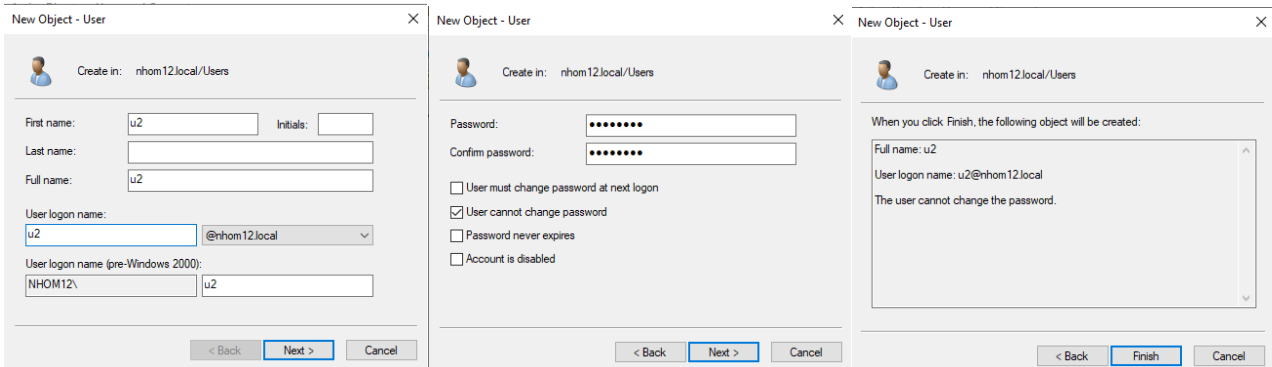 New Object - User
Create in: nhom12.local/Users
First name: u2 Initials:
Last name:
Full name: u2
User logon name:
u2 @nhom12.local
User logon name (pre-Windows 2000):
NHOM12\ u2
< Back Next > Cancel
New Object - User
Create in: nhom12.local/Users
Password: ●●●●●●●●
Confirm password: ●●●●●●●●
User must change password at next logon
User cannot change password
Password never expires
Account is disabled
< Back Next > Cancel
New Object - User
Create in: nhom12.local/Users
When you click Finish, the following object will be created:
Full name: u2
User logon name: u2@nhom12.local
The user cannot change the password.
< Back Finish Cancel